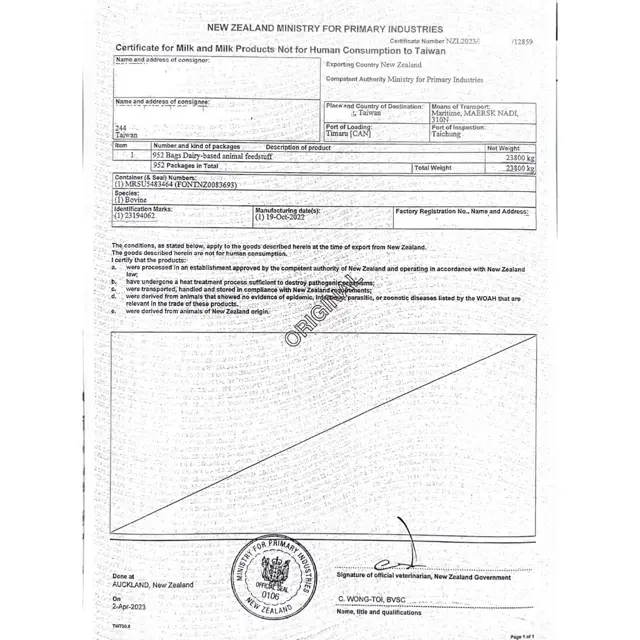 NEW ZEALAND MINISTRY FOR PRIMARY INDUSTRIES
Certificate Number NZL2023/ /12859
Certificate for Milk and Milk Products Not for Human Consumption to Taiwan
Name and address of consignor:
Exporting Country New Zealand
Competent Authority Ministry for Primary Industries
Name and address of consignee:
244
Taiwan
Place and Country of Destination:
, Taiwan
Means of Transport:
Maritime, MAERSK NADI,
310N
Port of Loading:
Timaru [CAN]
Port of Inspection:
Taichung
Item Number and kind of packages Description of product Net Weight
1 952 Bags Dairy-based animal feedstuff 23800 kg
952 Packages in Total Total Weight 23800 kg
Container (& Seal) Numbers:
(1) MRSU5483464 (FONTNZ0083693)
Species:
(1) Bovine
Identification Marks:
(1) 23194062
Manufacturing date(s):
(1) 19-Oct-2022
Factory Registration No., Name and Address:
The conditions, as stated below, apply to the goods described herein at the time of export from New Zealand.
The goods described herein are not for human consumption.
I certify that the products:
a. were processed in an establishment approved by the competent authority of New Zealand and operating in accordance with New Zealand
law;
b. have undergone a heat treatment process sufficient to destroy pathogenic organisms;
c. were transported, handled and stored in compliance with New Zealand requirements;
d. were derived from animals that showed no evidence of epidemic, infectious, parasitic, or zoonotic diseases listed by the WOAH that are
relevant in the trade of these products.
e. were derived from animals of New Zealand origin.
ORIGINAL
MINISTRY FOR PRIMARY INDUSTRIES
OFFICIAL SEAL
0106
NEW ZEALAND
Done at
AUCKLAND, New Zealand
On
2-Apr-2023
Signature of official veterinarian, New Zealand Government
C. WONG-TOI, BVSC
Name, title and qualifications
Page 1 of 1